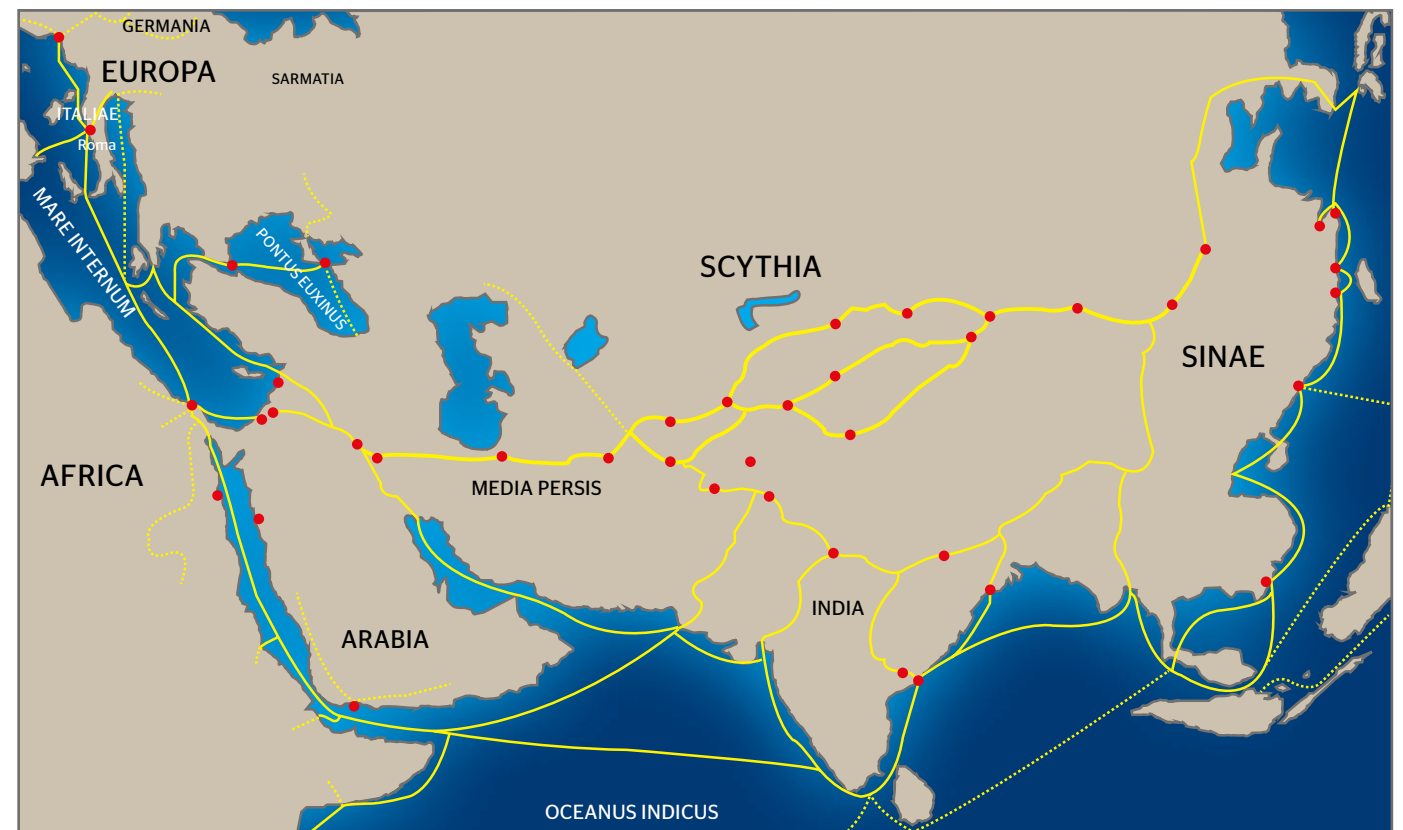 GERMANIA
EUROPA
SARMATIA
ITALIAE
Roma
MARE INTERNUM
PONTUS EUXINUS
SCYTHIA
SINAE
AFRICA
MEDIA PERSIS
INDIA
ARABIA
OCEANUS INDICUS